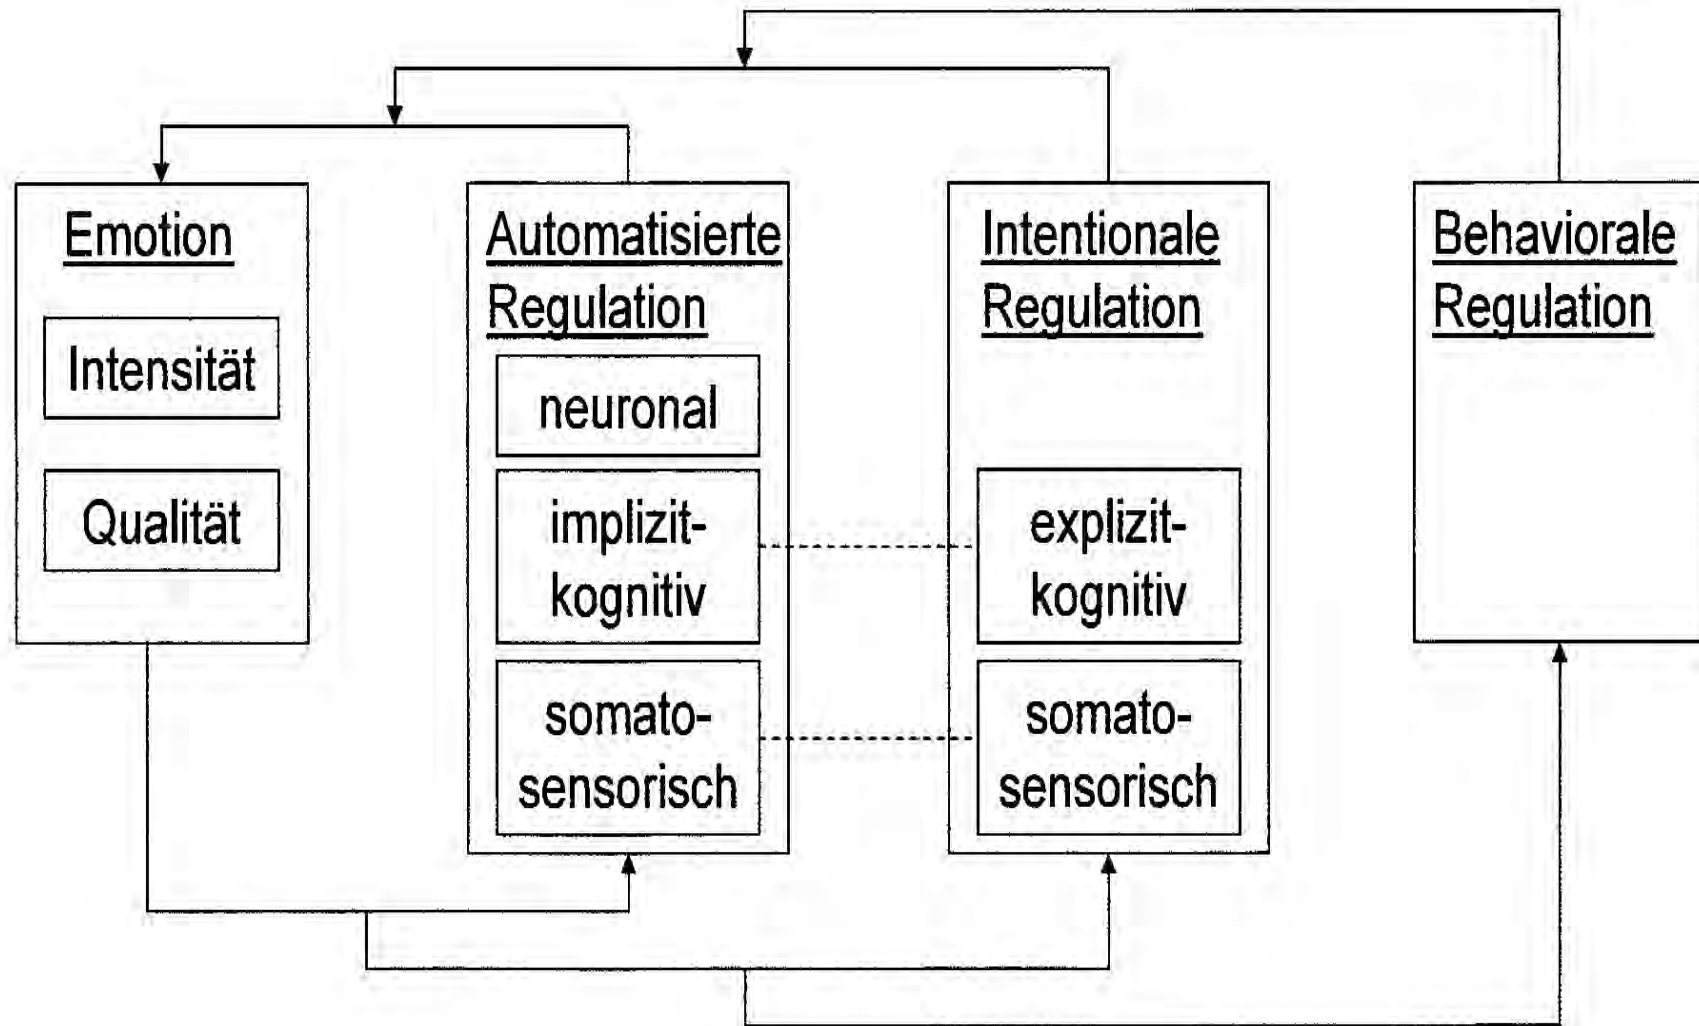 Emotion
Intensität
Qualität
Automatisierte
Regulation
neuronal
implizit-
kognitiv
somato-
sensorisch
Intentionale
Regulation
explizit-
kognitiv
somato-
sensorisch
Behaviorale
Regulation